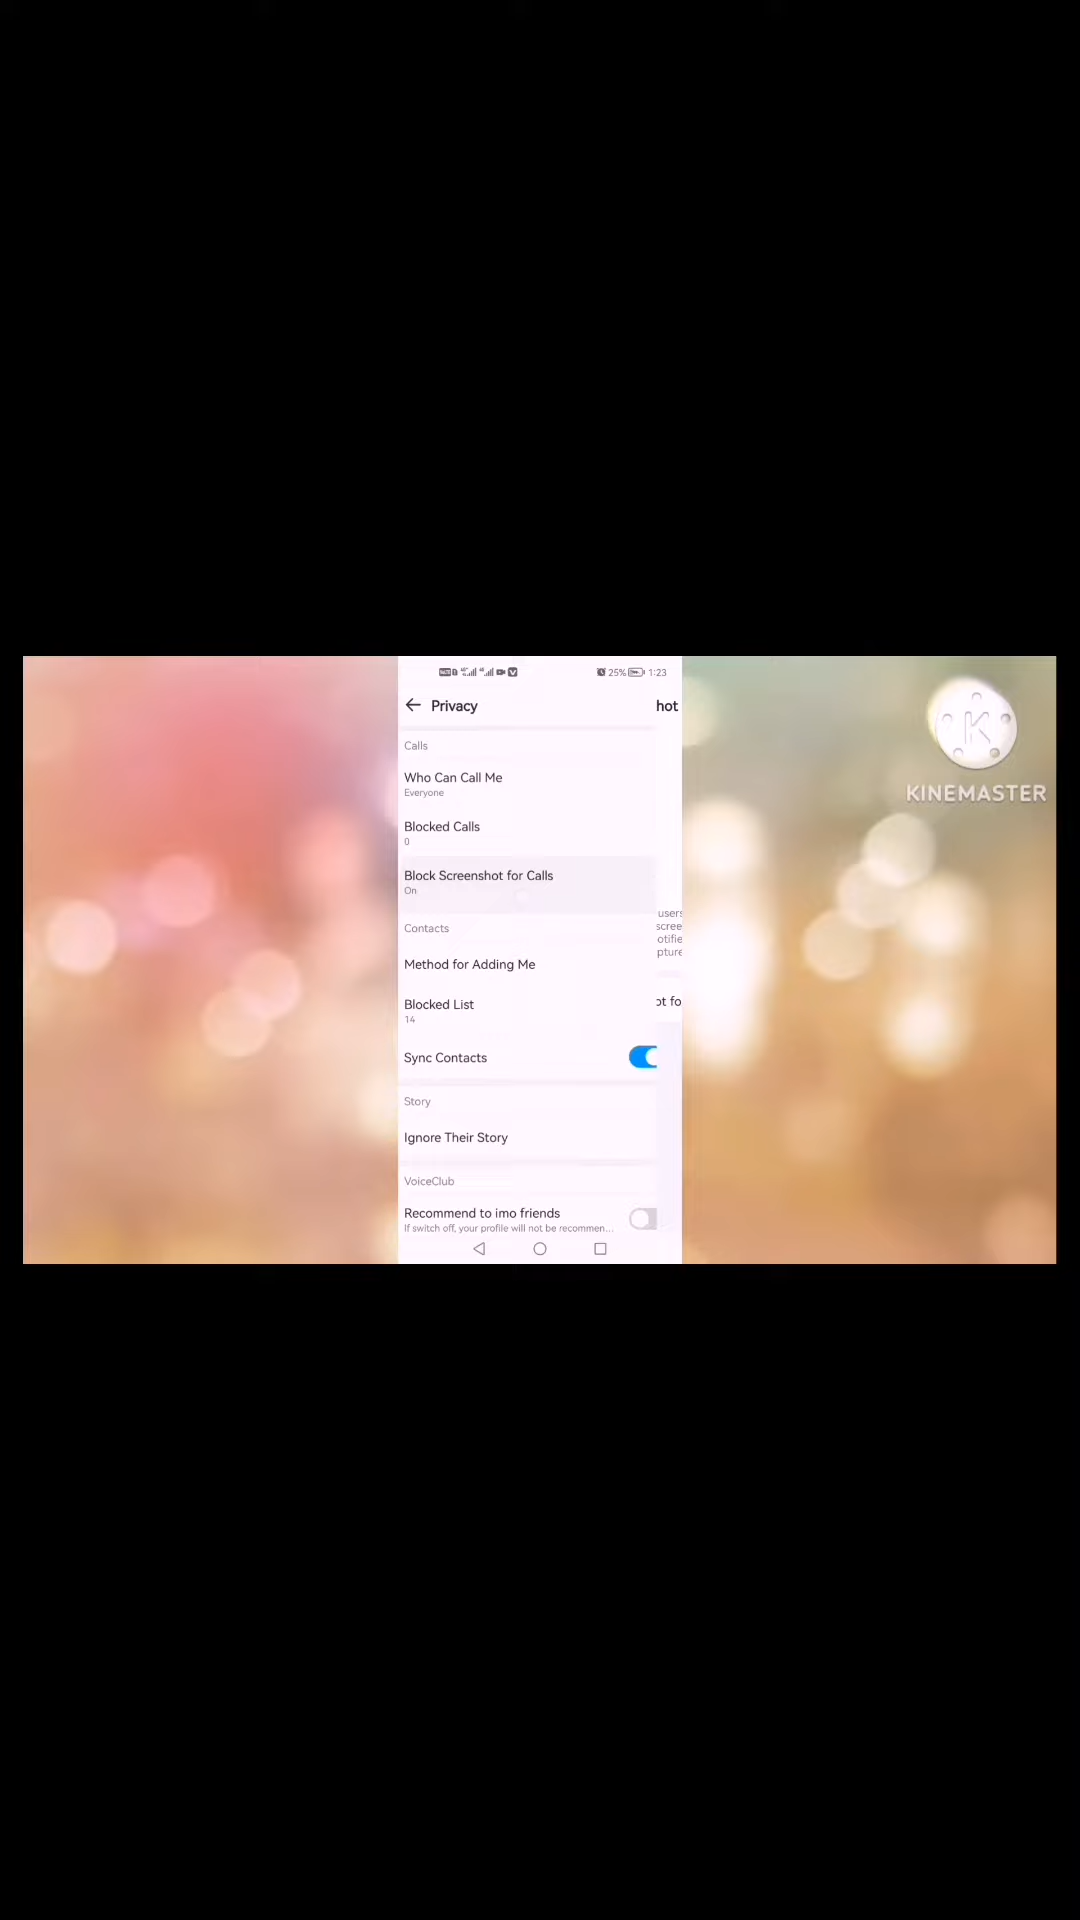 25% 1:23
Privacy
hot
Calls
Who Can Call Me
Everyone
Blocked Calls
0
Block Screenshot for Calls
On
Contacts
users
scree
otifie
pture
Method for Adding Me
Blocked List
14
ot fo
Sync Contacts
Story
Ignore Their Story
VoiceClub
Recommend to imo friends
If switch off, your profile will not be recommen...
KINEMASTER